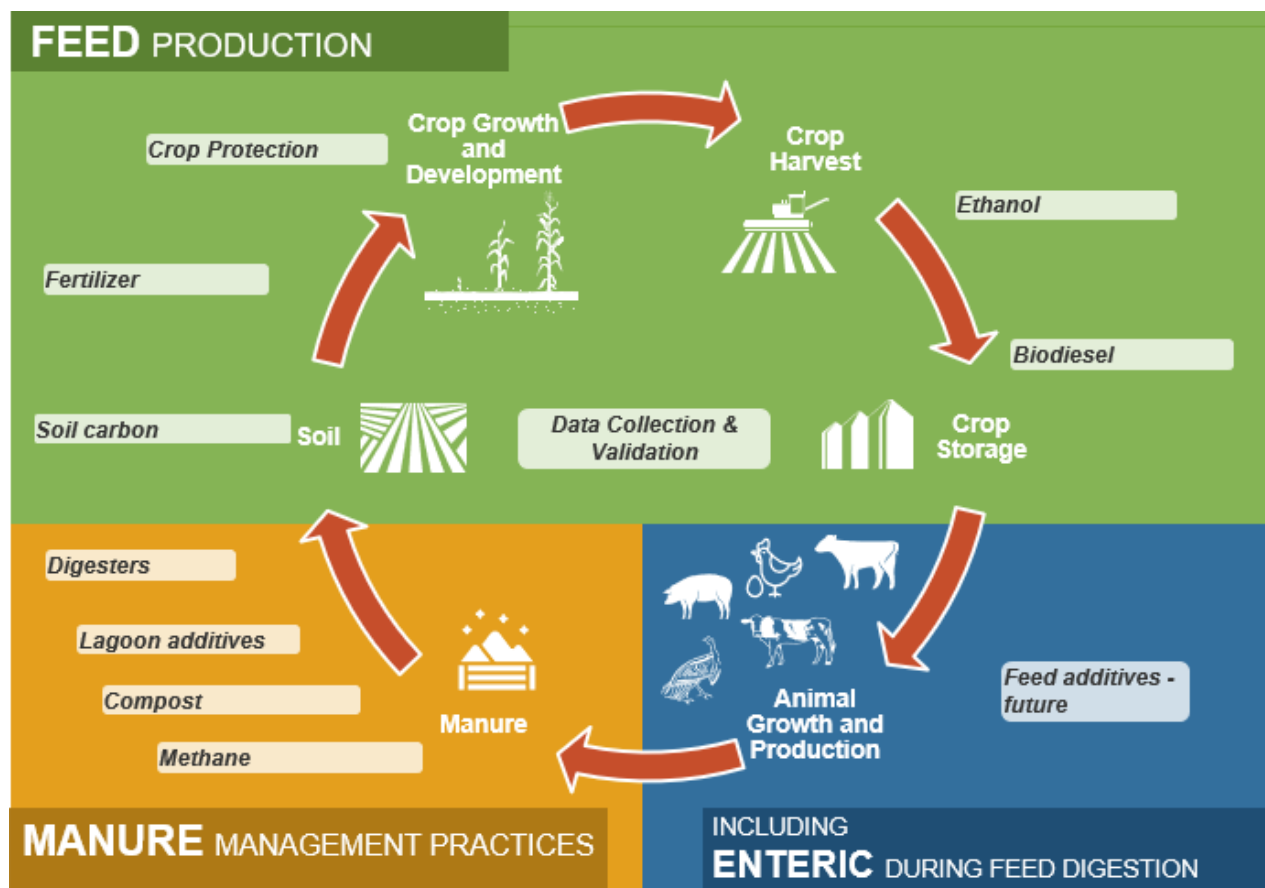 FEED PRODUCTION
Crop Growth
and
Development
Crop Protection
Crop
Harvest
Ethanol
Fertilizer
Biodiesel
Soil carbon
Soil
Data Collection &
Validation
Crop
Storage
Digesters
Lagoon additives
Compost
Methane
Manure
Animal
Growth and
Production
Feed additives -
future
MANURE MANAGEMENT PRACTICES
INCLUDING
ENTERIC DURING FEED DIGESTION